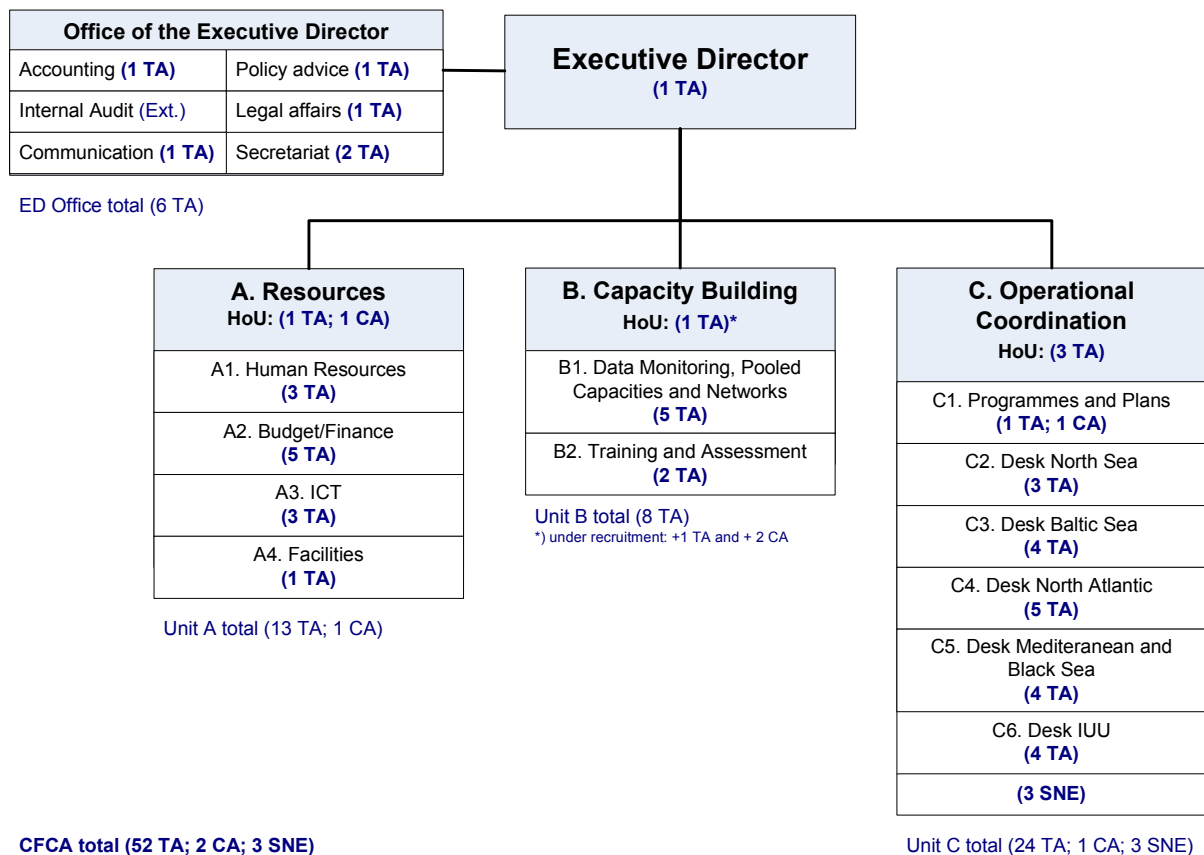 Office of the Executive Director
Accounting (1 TA)
Policy advice (1 TA)
Internal Audit (Ext.)
Legal affairs (1 TA)
Communication (1 TA)
Secretariat (2 TA)
ED Office total (6 TA)
Executive Director
(1 TA)
A. Resources
HoU: (1 TA; 1 CA)
A1. Human Resources
(3 TA)
A2. Budget/Finance
(5 TA)
A3. ICT
(3 TA)
A4. Facilities
(1 TA)
Unit A total (13 TA; 1 CA)
B. Capacity Building
HoU: (1 TA)*
B1. Data Monitoring, Pooled
Capacities and Networks
(5 TA)
B2. Training and Assessment
(2 TA)
Unit B total (8 TA)
*) under recruitment: +1 TA and + 2 CA
C. Operational
Coordination
HoU: (3 TA)
C1. Programmes and Plans
(1 TA; 1 CA)
C2. Desk North Sea
(3 TA)
C3. Desk Baltic Sea
(4 TA)
C4. Desk North Atlantic
(5 TA)
C5. Desk Mediteranean and
Black Sea
(4 TA)
C6. Desk IUU
(4 TA)
(3 SNE)
Unit C total (24 TA; 1 CA; 3 SNE)
CFCA total (52 TA; 2 CA; 3 SNE)